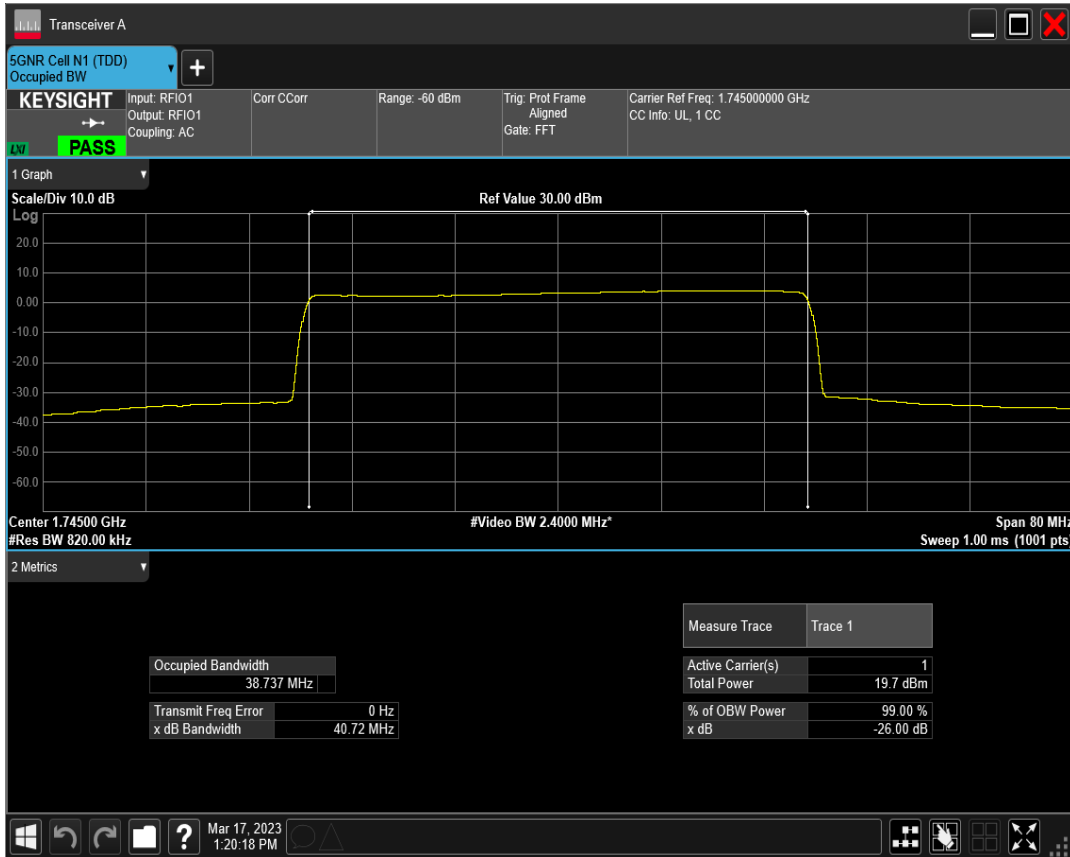 Transceiver A
5GNR Cell N1 (TDD)
Occupied BW
+
KEYSIGHT
LXI
PASS
Input: RFIO1
Output: RFIO1
Coupling: AC
Corr CCorr
Range: -60 dBm
Trig: Prot Frame
Aligned
Gate: FFT
Carrier Ref Freq: 1.745000000 GHz
CC Info: UL, 1 CC
1 Graph
Scale/Div 10.0 dB
Ref Value 30.00 dBm
Log
20.0
10.0
0.00
-10.0
-20.0
-30.0
-40.0
-50.0
-60.0
Center 1.74500 GHz
#Video BW 2.4000 MHz*
Span 80 MHz
#Res BW 820.00 kHz
Sweep 1.00 ms (1001 pts)
2 Metrics
Measure Trace Trace 1
Occupied Bandwidth
38.737 MHz
Active Carrier(s) 1
Total Power 19.7 dBm
Transmit Freq Error 0 Hz
x dB Bandwidth 40.72 MHz
% of OBW Power 99.00 %
x dB -26.00 dB
?
Mar 17, 2023
1:20:18 PM